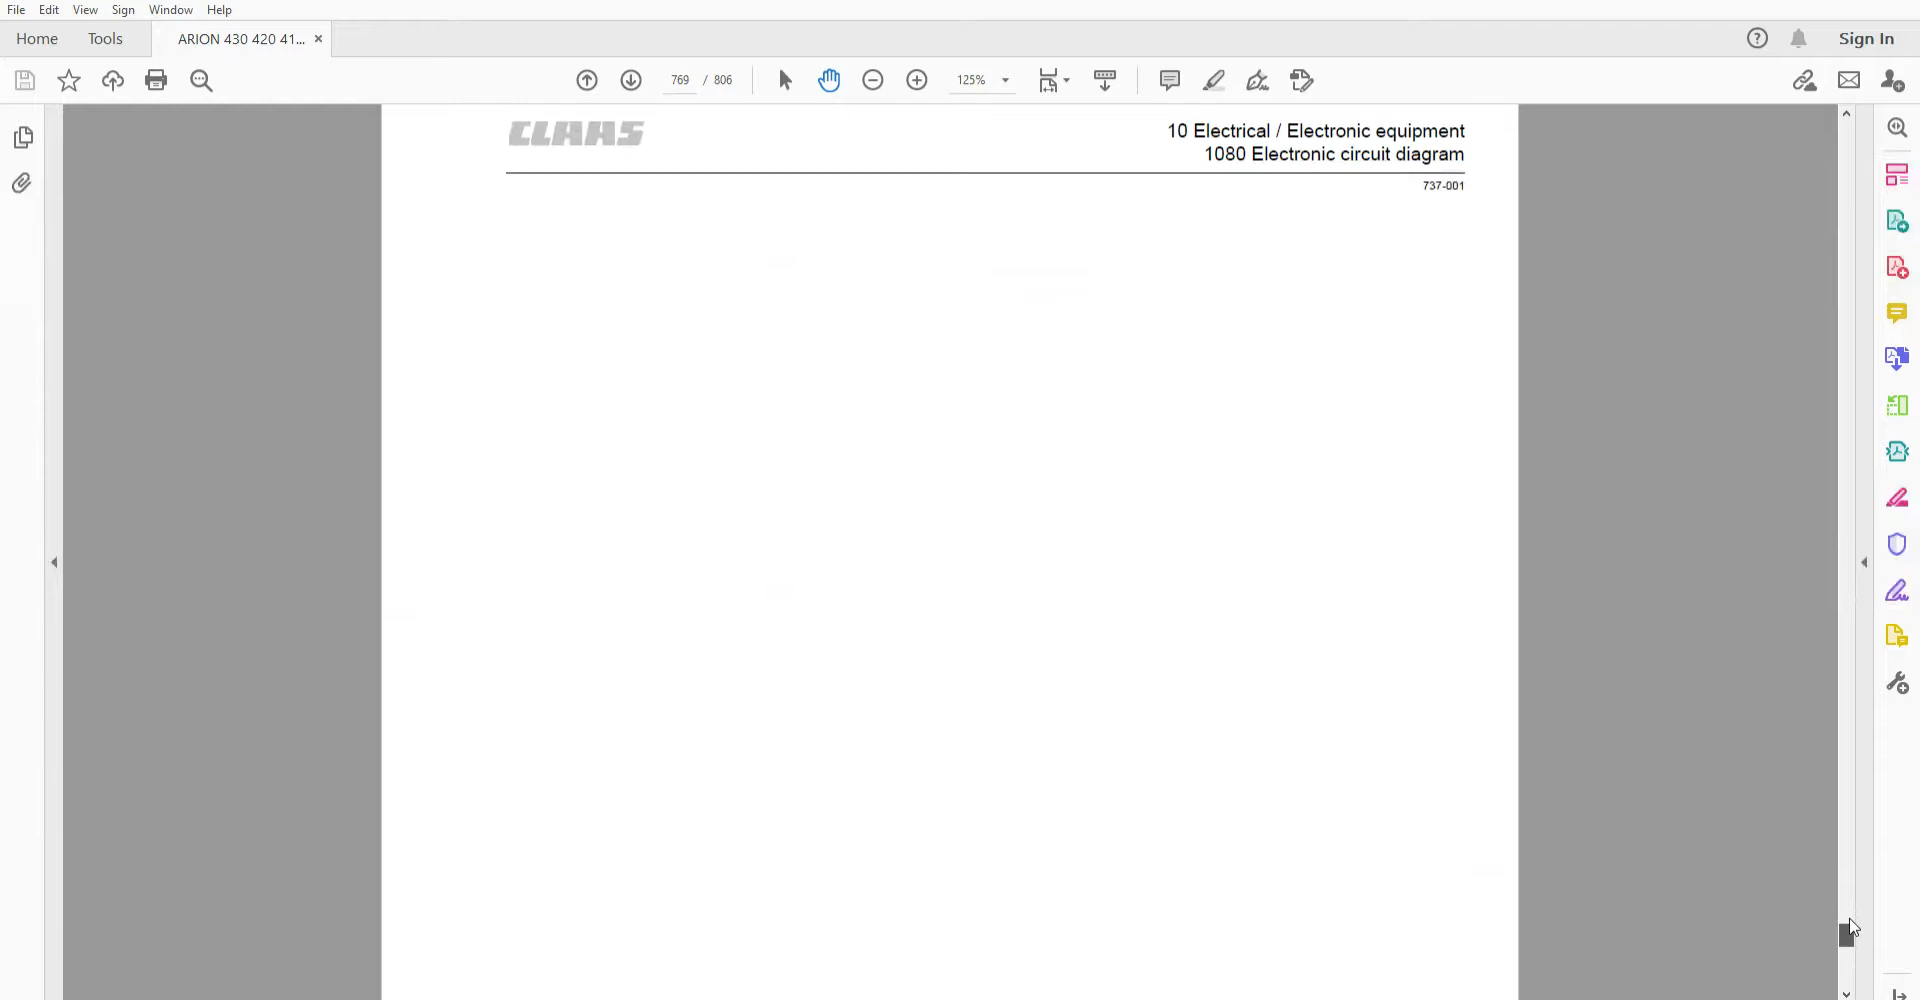 File Edit View Sign Window Help
Home Tools ARION 430 420 41... ×
Sign In
769 / 806 125%
CLAAS
10 Electrical / Electronic equipment
1080 Electronic circuit diagram
737-001